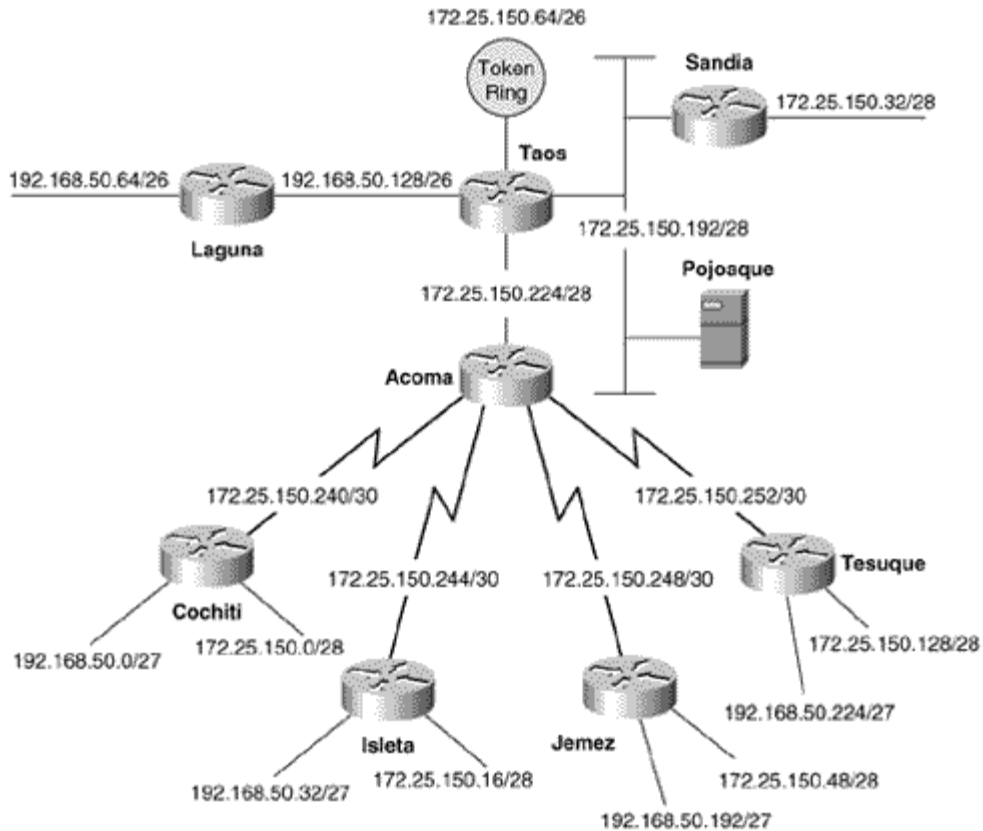 172.25.150.64/26
Token
Ring
Sandia
172.25.150.32/28
Taos
192.168.50.64/26
192.168.50.128/26
Laguna
172.25.150.192/28
Pojoaque
172.25.150.224/28
Acoma
172.25.150.240/30
172.25.150.252/30
Cochiti
172.25.150.244/30
172.25.150.248/30
Tesuque
192.168.50.0/27
172.25.150.0/28
172.25.150.128/28
Isleta
Jemez
192.168.50.224/27
192.168.50.32/27
172.25.150.16/28
172.25.150.48/28
192.168.50.192/27